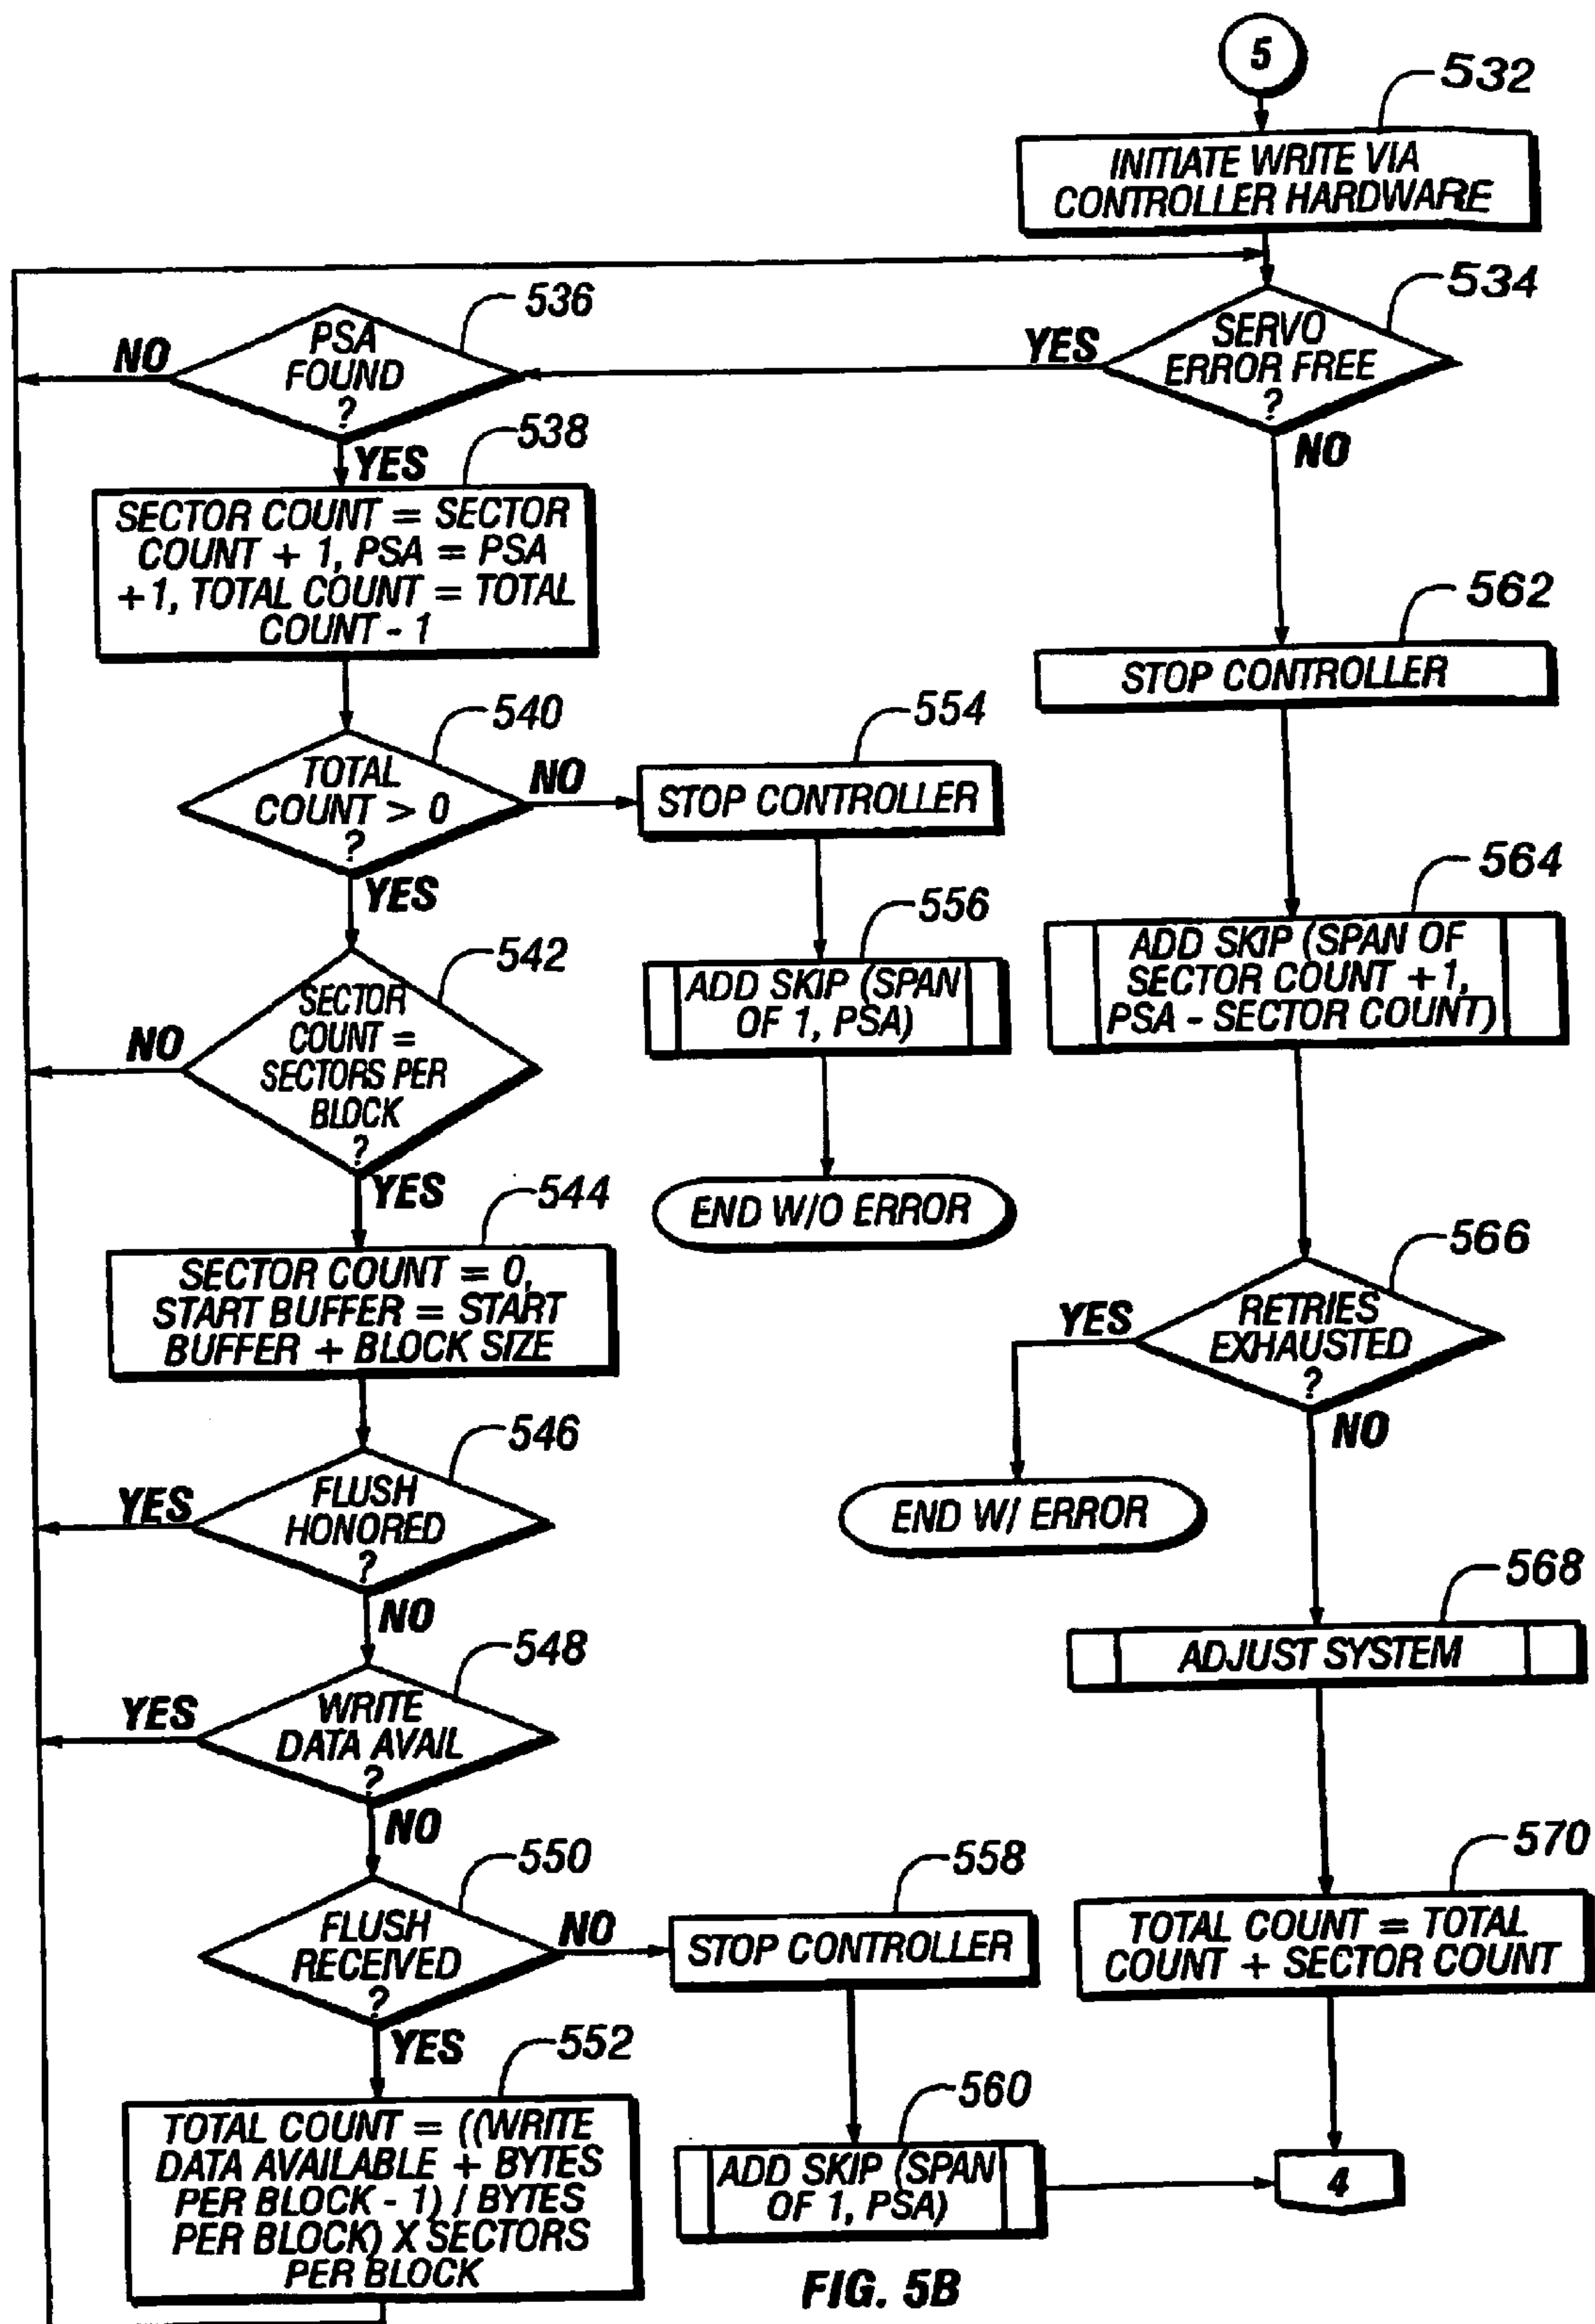 5
532
INITIATE WRITE VIA
CONTROLLER HARDWARE
534
SERVO
ERROR FREE
?
YES
NO
536
PSA
FOUND
?
NO
YES
538
SECTOR COUNT = SECTOR
COUNT + 1, PSA = PSA
+1, TOTAL COUNT = TOTAL
COUNT - 1
540
TOTAL
COUNT > 0
?
NO
YES
554
STOP CONTROLLER
556
ADD SKIP (SPAN
OF 1, PSA)
END W/O ERROR
542
SECTOR
COUNT =
SECTORS PER
BLOCK
?
NO
YES
544
SECTOR COUNT = 0,
START BUFFER = START
BUFFER + BLOCK SIZE
546
FLUSH
HONORED
?
YES
NO
548
WRITE
DATA AVAIL
?
YES
NO
550
FLUSH
RECEIVED
?
NO
YES
558
STOP CONTROLLER
560
ADD SKIP (SPAN
OF 1, PSA)
552
TOTAL COUNT = ((WRITE
DATA AVAILABLE + BYTES
PER BLOCK - 1) / BYTES
PER BLOCK) X SECTORS
PER BLOCK
562
STOP CONTROLLER
564
ADD SKIP (SPAN OF
SECTOR COUNT +1,
PSA - SECTOR COUNT)
566
RETRIES
EXHAUSTED
?
YES
NO
END W/ ERROR
568
ADJUST SYSTEM
570
TOTAL COUNT = TOTAL
COUNT + SECTOR COUNT
4
FIG. 5B